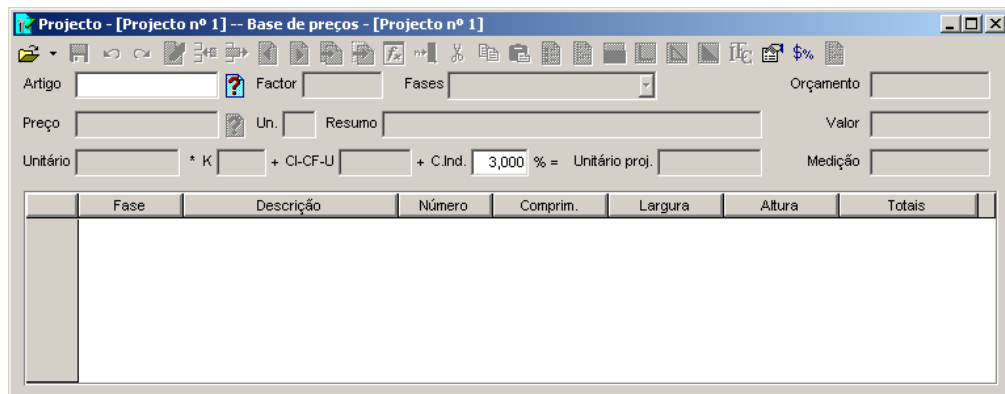 Projecto - [Projecto nº 1] -- Base de preços - [Projecto nº 1]
$%
Artigo Factor Fases Orçamento
Preço Un. Resumo Valor
Unitário * K + CI-CF-U + C.Ind. 3,000 % = Unitário proj. Medição
Fase Descrição Número Comprim. Largura Altura Totais